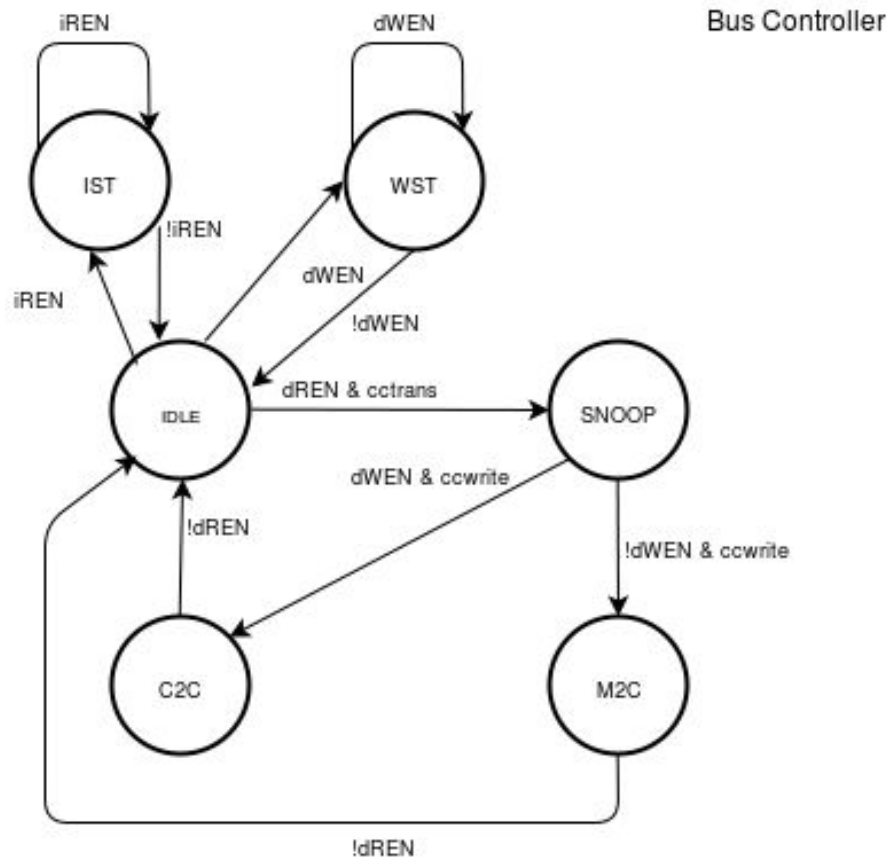 iREN
dWEN
Bus Controller
IST
WST
!iREN
iREN
dWEN
!dWEN
dREN & cctrans
IDLE
SNOOP
dWEN & ccwrite
!dREN
!dWEN & ccwrite
C2C
M2C
!dREN